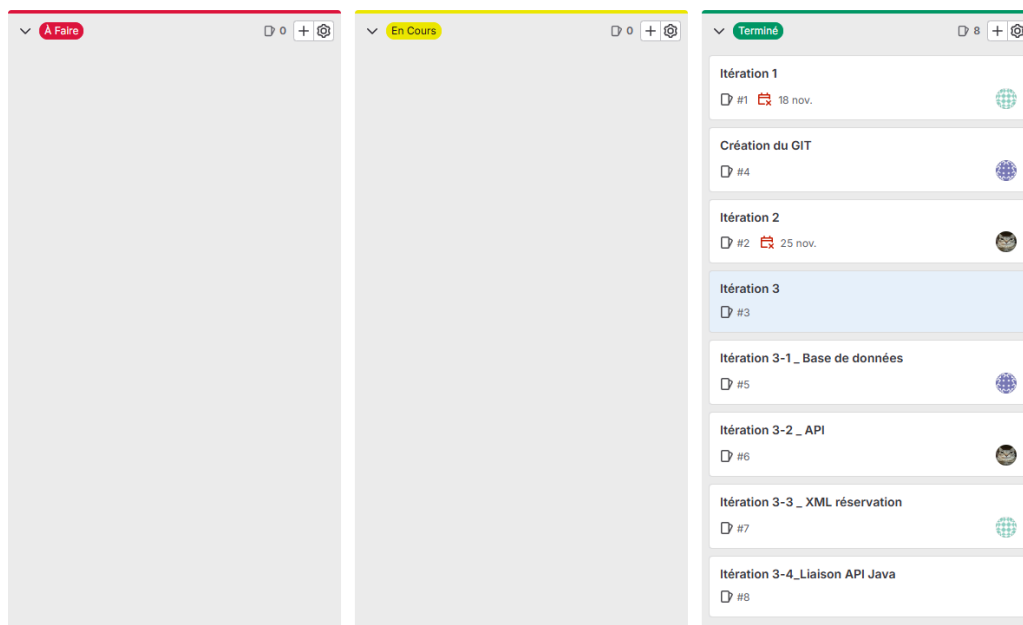 À Faire
0
En Cours
0
Terminé
8
Itération 1
#1 18 nov.
Création du GIT
#4
Itération 2
#2 25 nov.
Itération 3
#3
Itération 3-1 _ Base de données
#5
Itération 3-2 _ API
#6
Itération 3-3 _ XML réservation
#7
Itération 3-4_Liaison API Java
#8